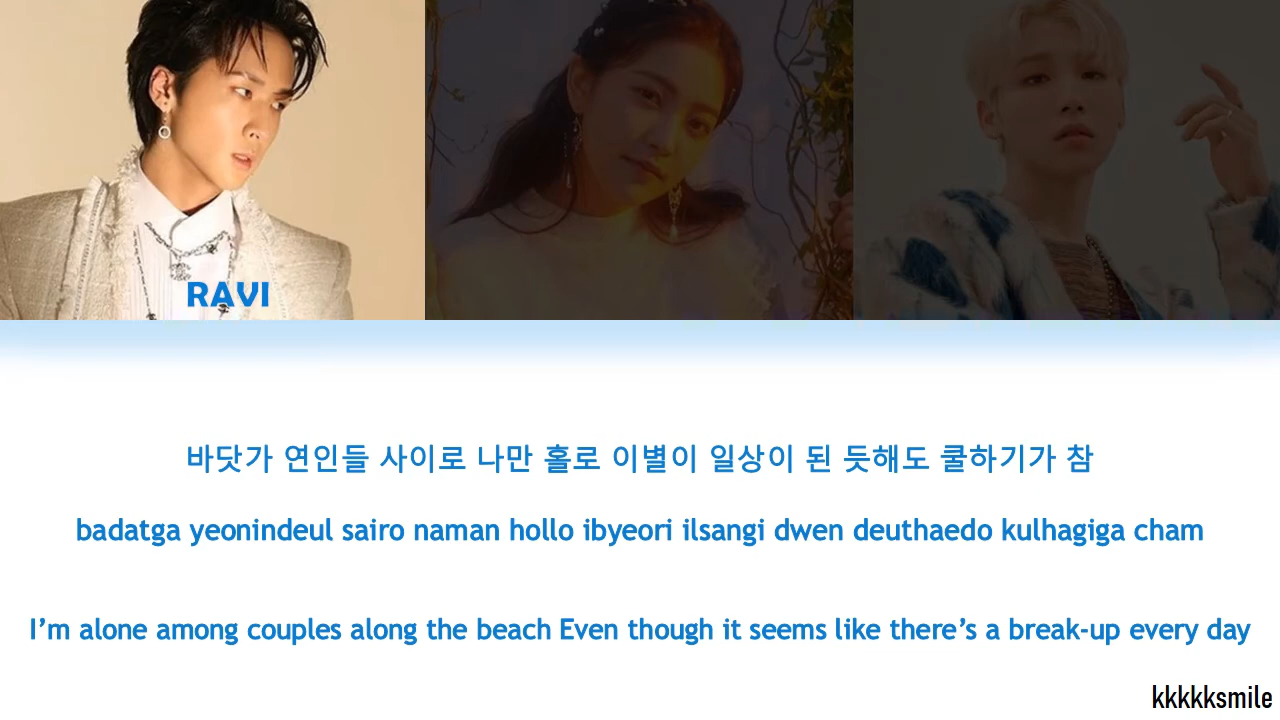 RAVI
바닷가 연인들 사이로 나만 홀로 이별이 일상이 된 듯해도 쿨하기가 참
badatga yeonindeul sairo naman hollo ibyeori ilsangi dwen deuthaedo kulhagiga cham
I’m alone among couples along the beach Even though it seems like there’s a break-up every day
kkkkksmile